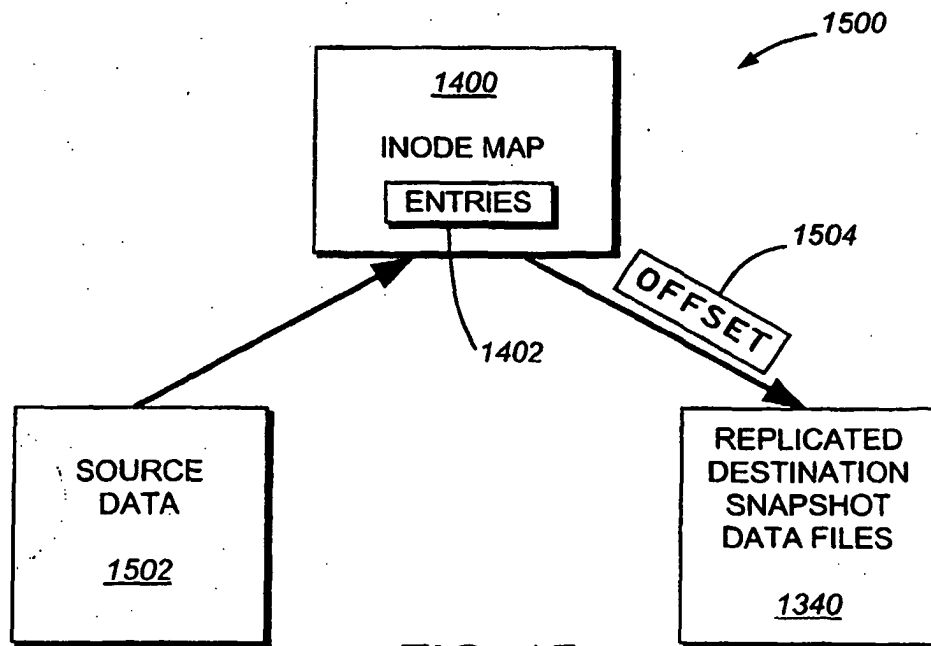 1500
1400
INODE MAP
ENTRIES
1504
OFFSET
1402
SOURCE
DATA
1502
REPLICATED
DESTINATION
SNAPSHOT
DATA FILES
1340